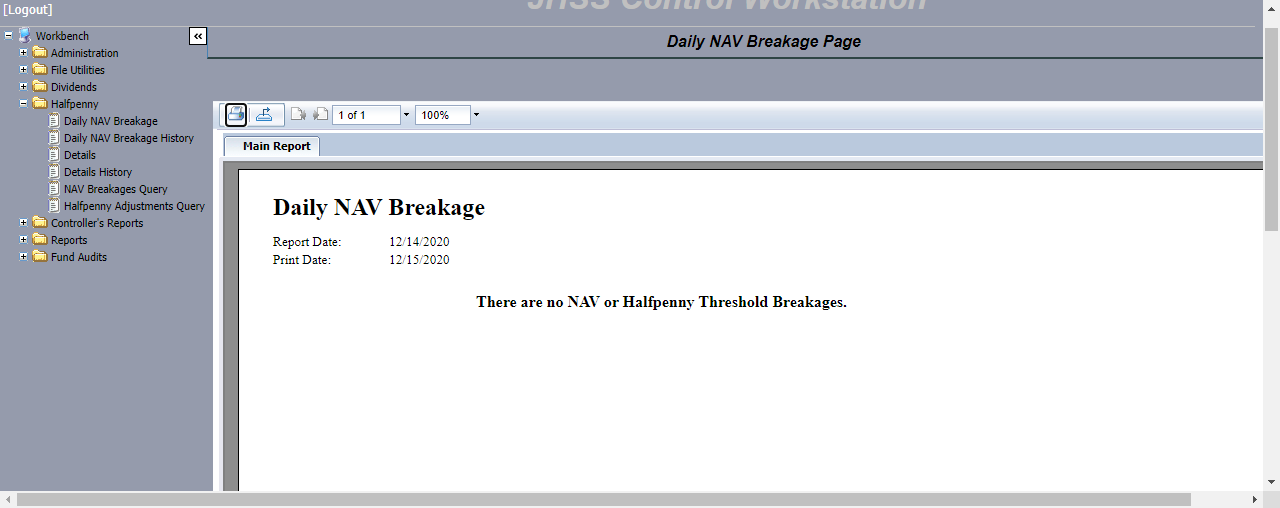 [Logout]
JHSS Control Workstation
Workbench
«
Daily NAV Breakage Page
Administration
File Utilities
Dividends
Halfpenny
Daily NAV Breakage
Daily NAV Breakage History
Details
Details History
NAV Breakages Query
Halfpenny Adjustments Query
Controller's Reports
Reports
Fund Audits
1 of 1
100%
Main Report
Daily NAV Breakage
Report Date: 12/14/2020
Print Date: 12/15/2020
There are no NAV or Halfpenny Threshold Breakages.